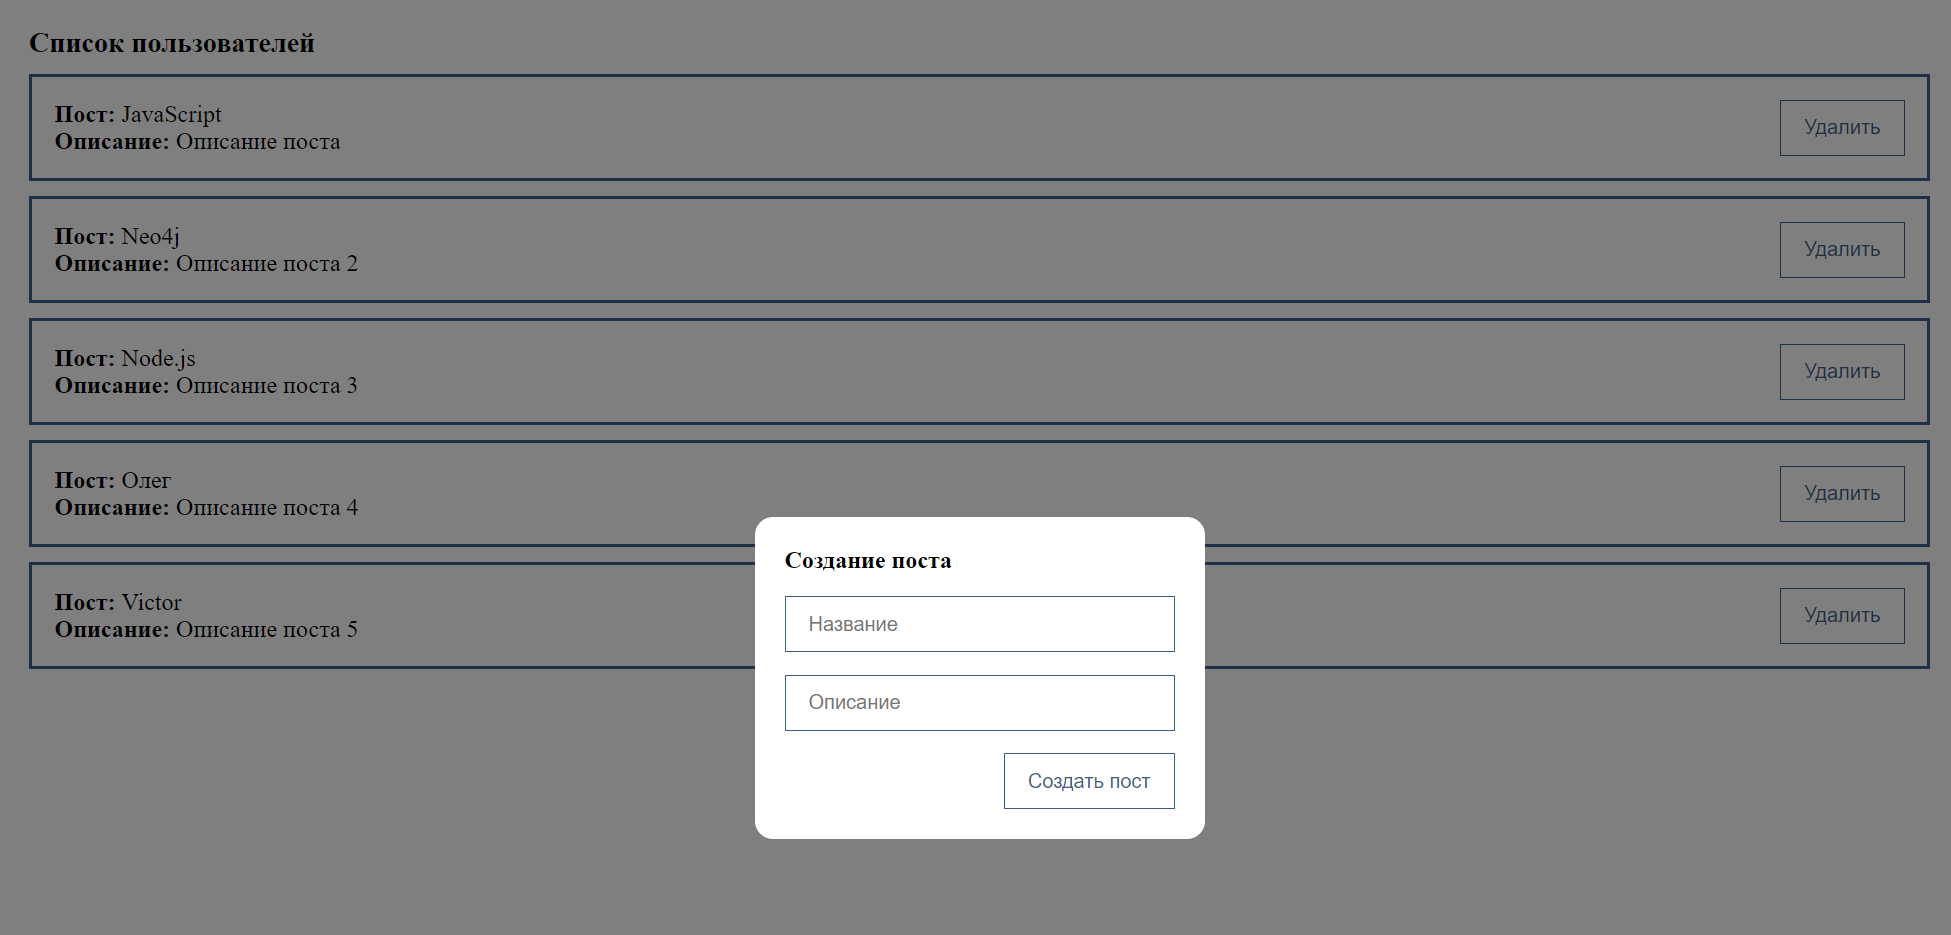 Список пользователей
Пост: JavaScript
Описание: Описание поста
Удалить
Пост: Neo4j
Описание: Описание поста 2
Удалить
Пост: Node.js
Описание: Описание поста 3
Удалить
Пост: Олег
Описание: Описание поста 4
Удалить
Пост: Victor
Описание: Описание поста 5
Удалить
Создание поста
Название
Описание
Создать пост